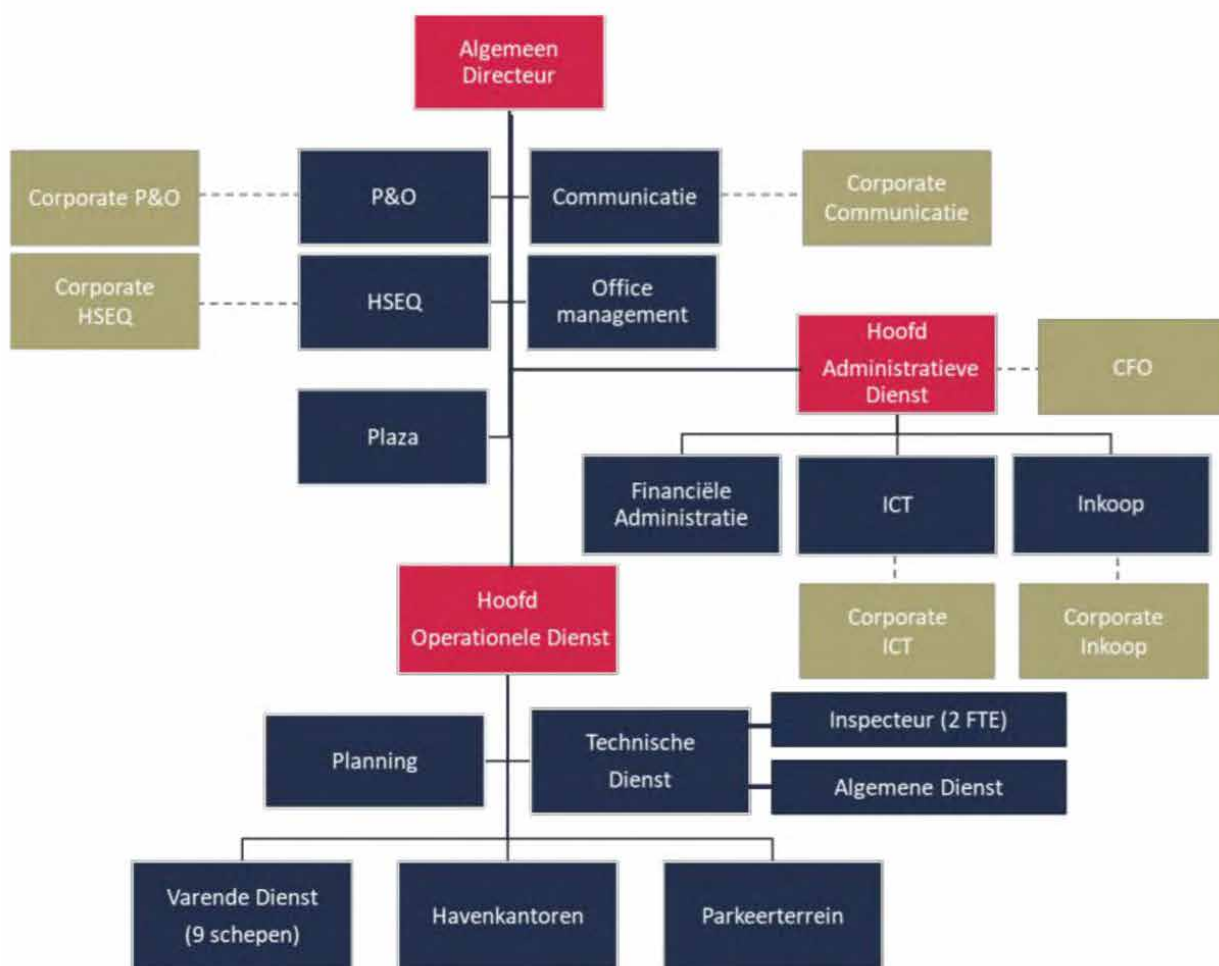 Algemeen
Directeur
Corporate P&O
P&O
Communicatie
Corporate
Communicatie
Corporate
HSEQ
HSEQ
Office
management
Hoofd
Administratieve
Dienst
CFO
Plaza
Financiële
Administratie
ICT
Inkoop
Hoofd
Operationele Dienst
Corporate
ICT
Corporate
Inkoop
Planning
Technische
Dienst
Inspecteur (2 FTE)
Algemene Dienst
Varende Dienst
(9 schepen)
Havenkantoren
Parkeerterrein